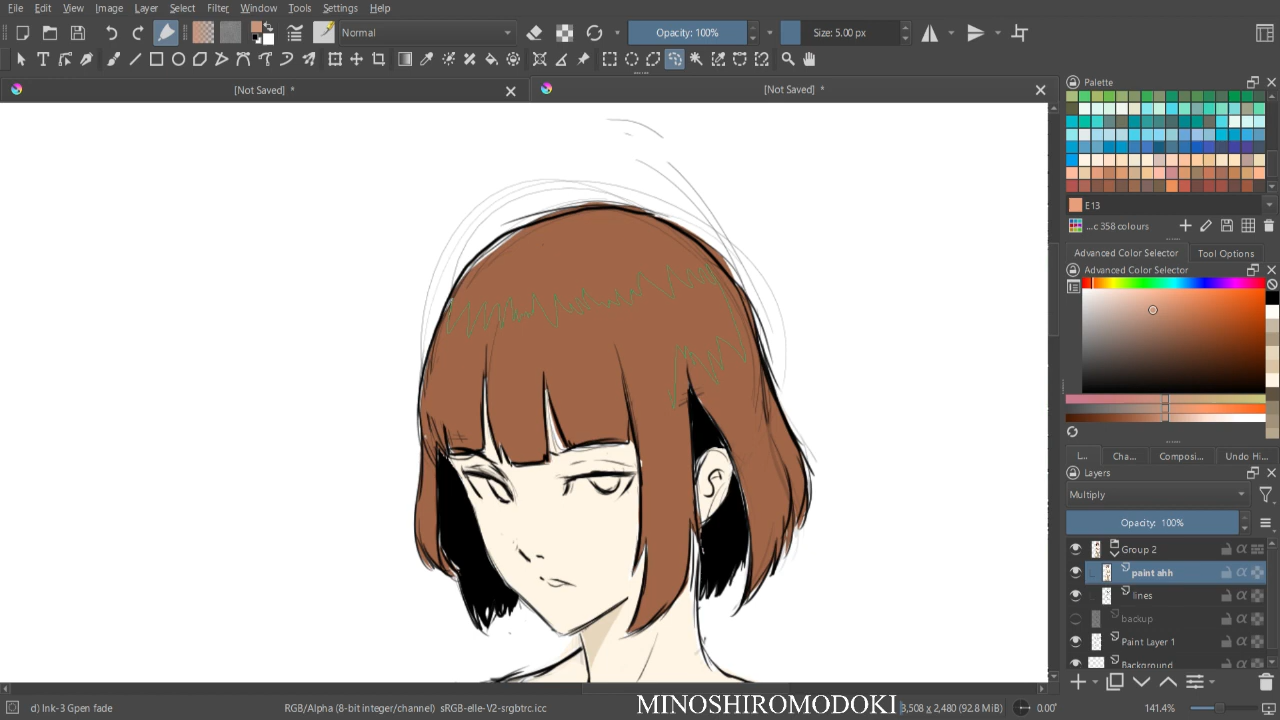 File Edit View Image Layer Select Filter Window Tools Settings Help
Normal Opacity: 100% Size: 5.00 px
[Not Saved] * [Not Saved] *
Palette
E13
...c 358 colours
Advanced Color Selector Tool Options
Advanced Color Selector
L... Cha... Composi... Undo Hi...
Layers
Multiply
Opacity: 100%
Group 2
paint ahh
lines
backup
Paint Layer 1
Background
d) Ink-3 Gpen fade RGB/Alpha (8-bit integer/channel) sRGB-elle-V2-srgbtrc.icc MINOSHIROMODOKI 3,508 x 2,480 (92.8 MiB) 0.00° 141.4%